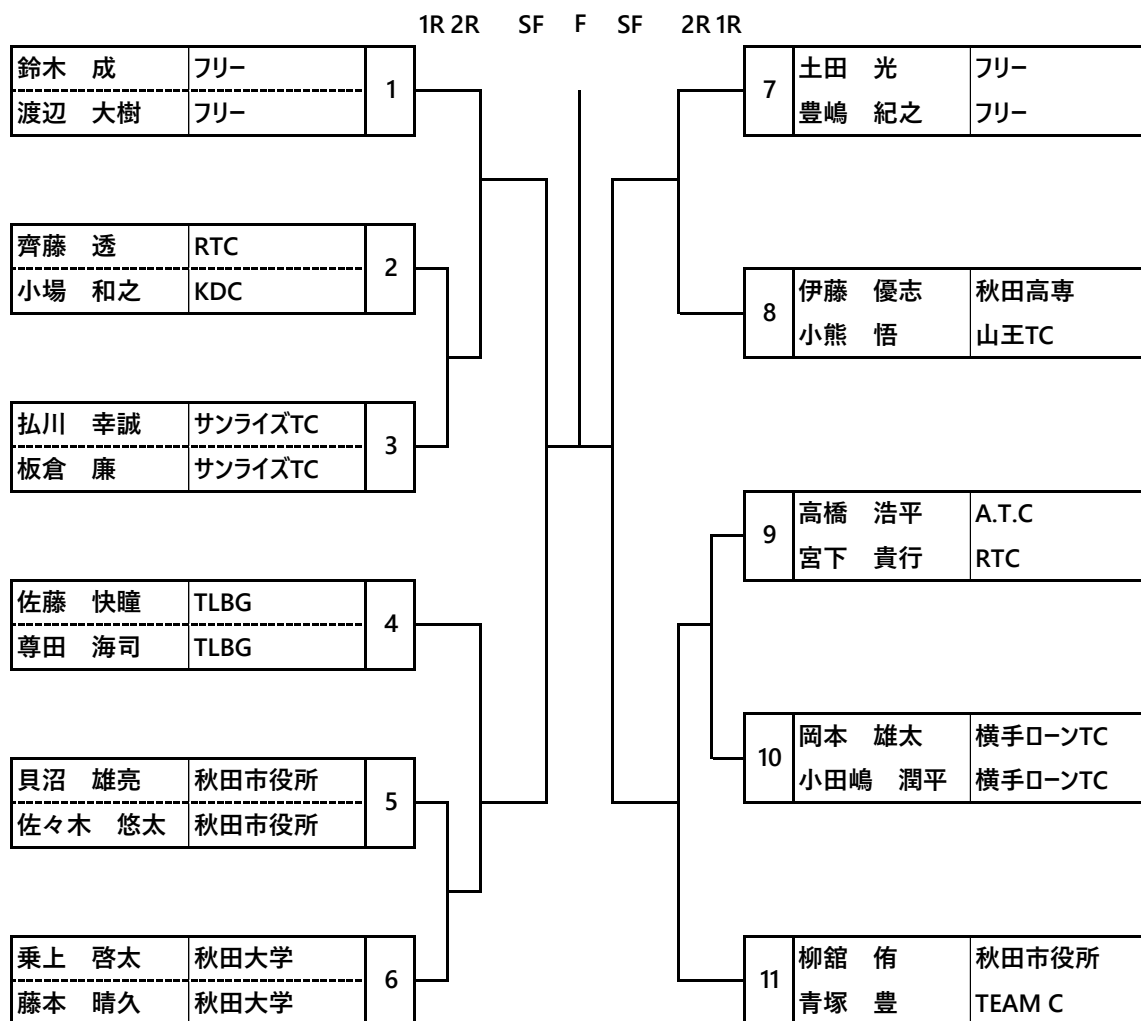 1R 2R SF F SF 2R 1R
鈴木 成 フリー
1
渡辺 大樹 フリー
齊藤 透 RTC
2
小場 和之 KDC
払川 幸誠 サンライズTC
3
板倉 廉 サンライズTC
佐藤 快瞳 TLBG
4
尊田 海司 TLBG
貝沼 雄亮 秋田市役所
5
佐々木 悠太 秋田市役所
乗上 啓太 秋田大学
6
藤本 晴久 秋田大学
土田 光 フリー
7
豊嶋 紀之 フリー
伊藤 優志 秋田高専
8
小熊 悟 山王TC
高橋 浩平 A.T.C
9
宮下 貴行 RTC
岡本 雄太 横手ローンTC
10
小田嶋 潤平 横手ローンTC
柳舘 侑 秋田市役所
11
青塚 豊 TEAM C